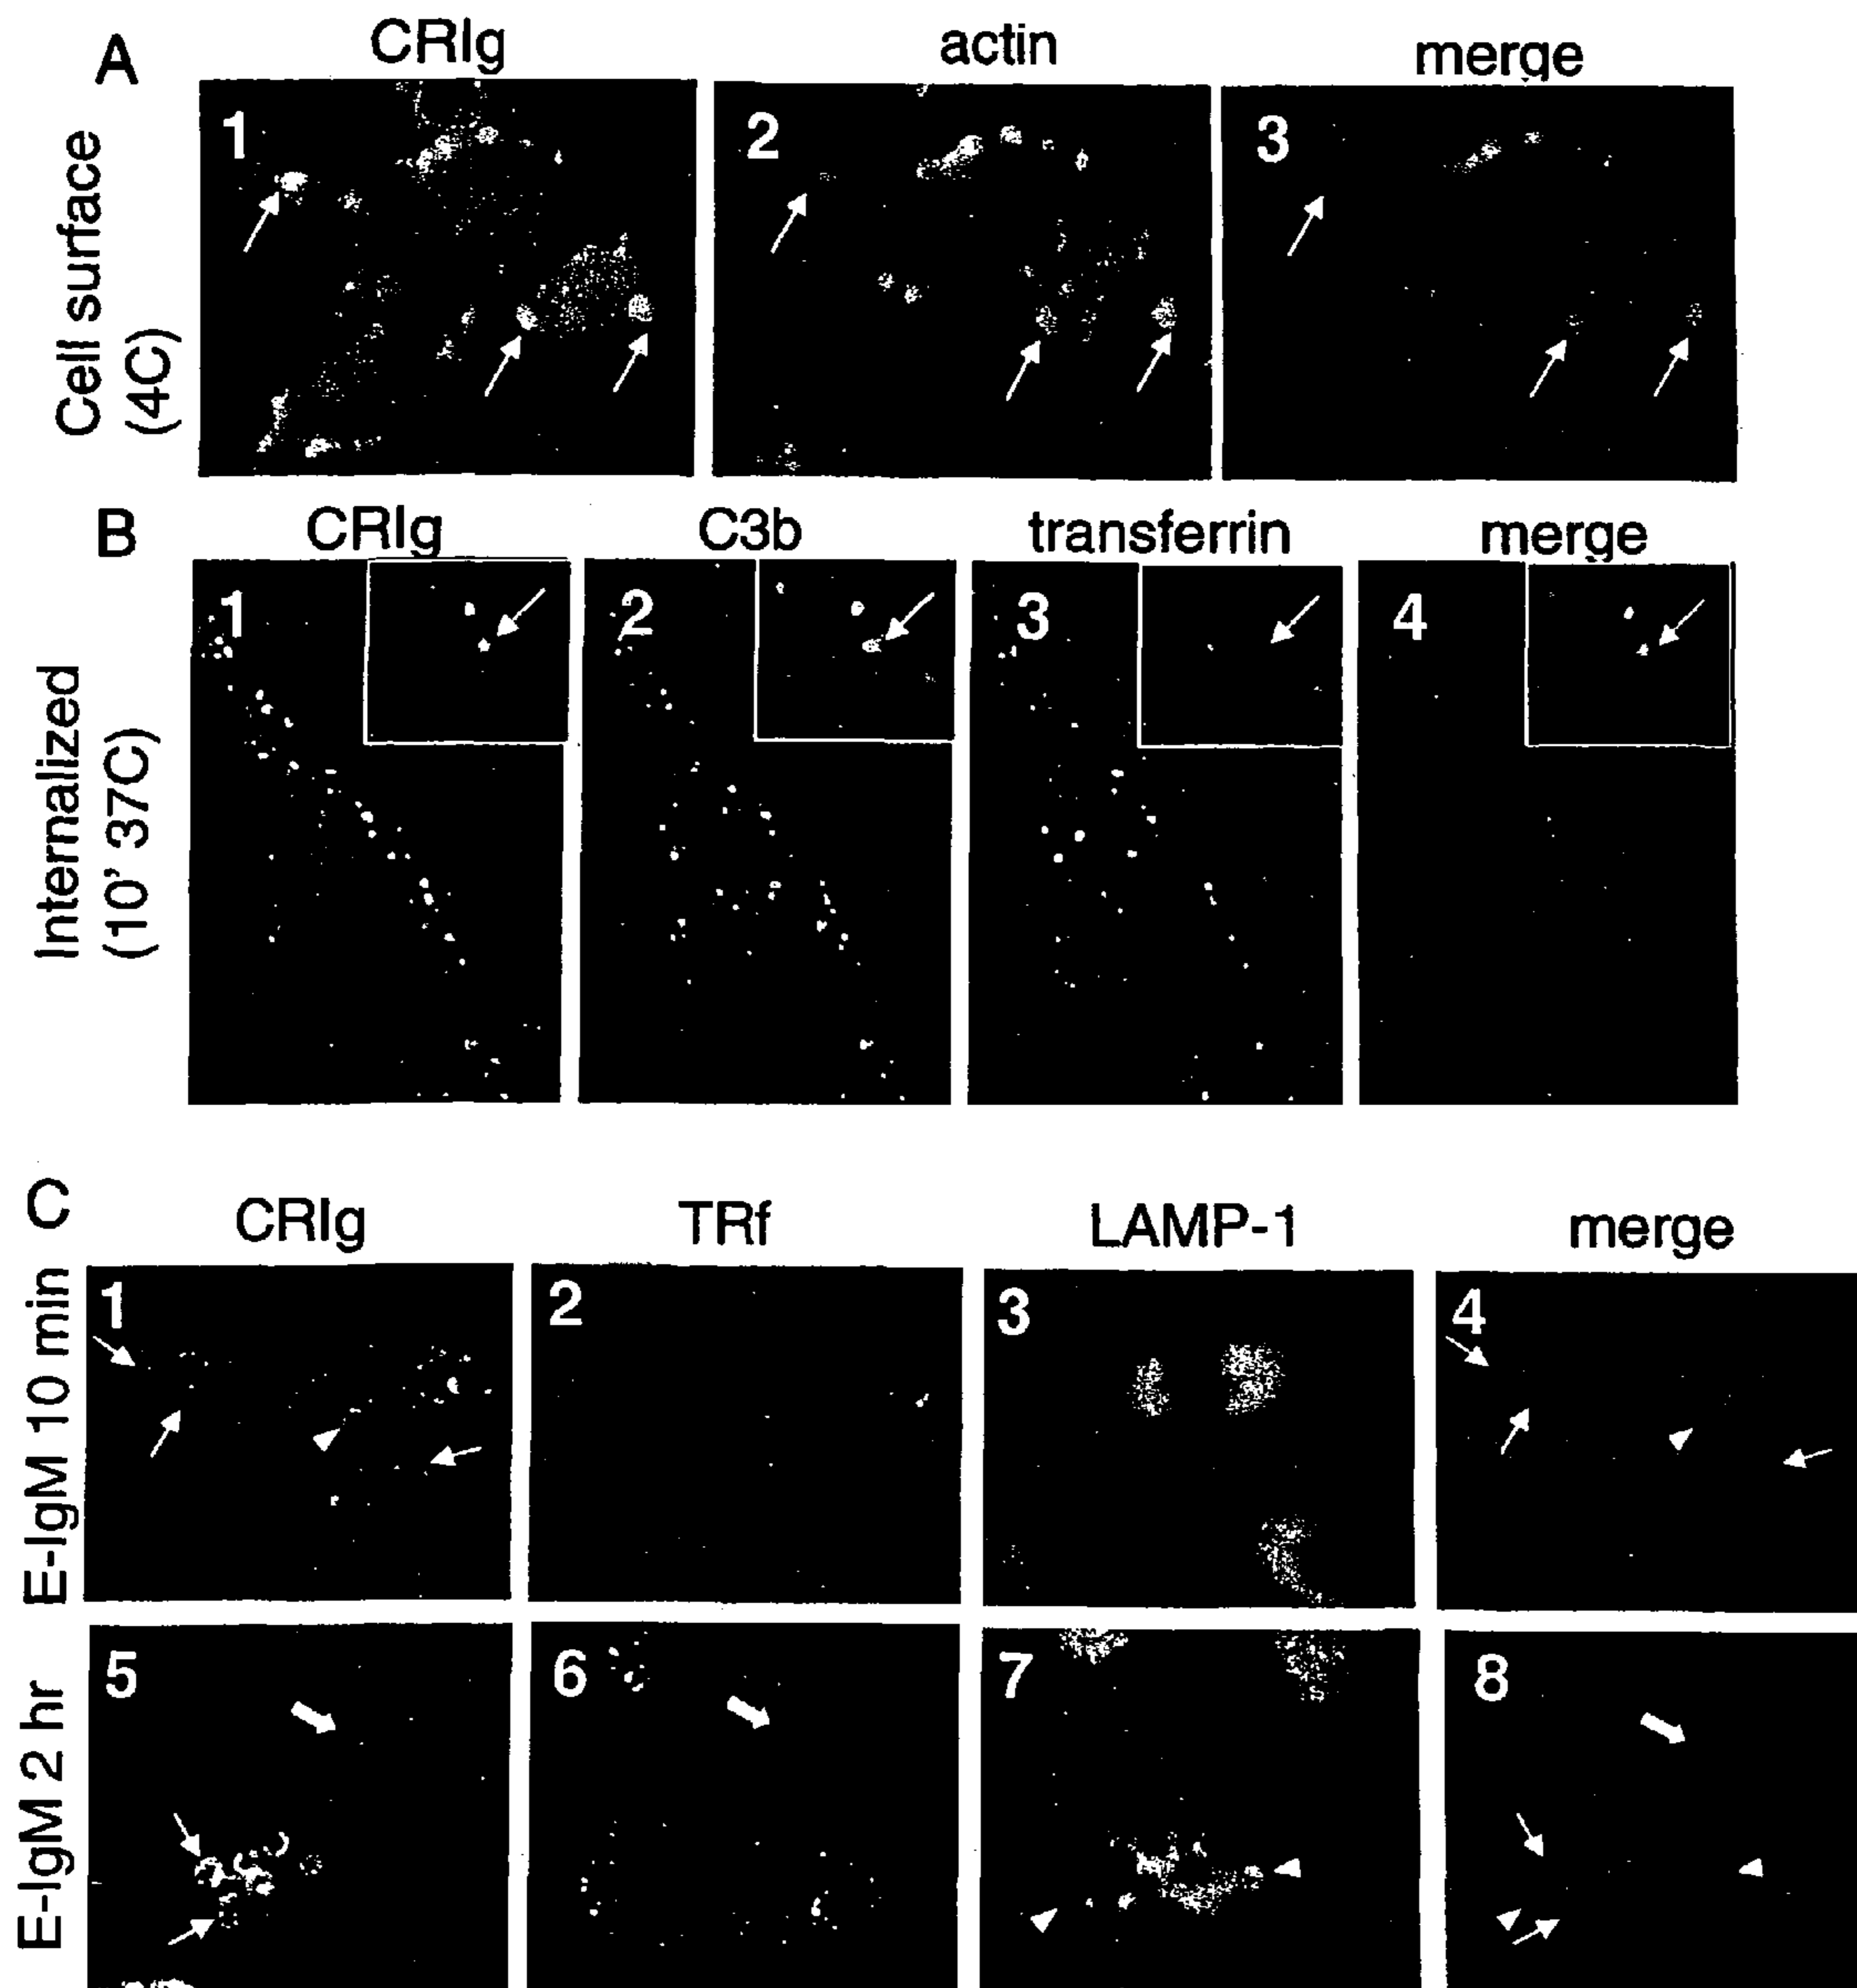 A CRIg actin merge
Cell surface
(4C)
1 2 3
B CRIg C3b transferrin merge
Internalized
(10' 37C)
1 2 3 4
C CRIg TRf LAMP-1 merge
E-IgM 10 min
1 2 3 4
E-IgM 2 hr
5 6 7 8